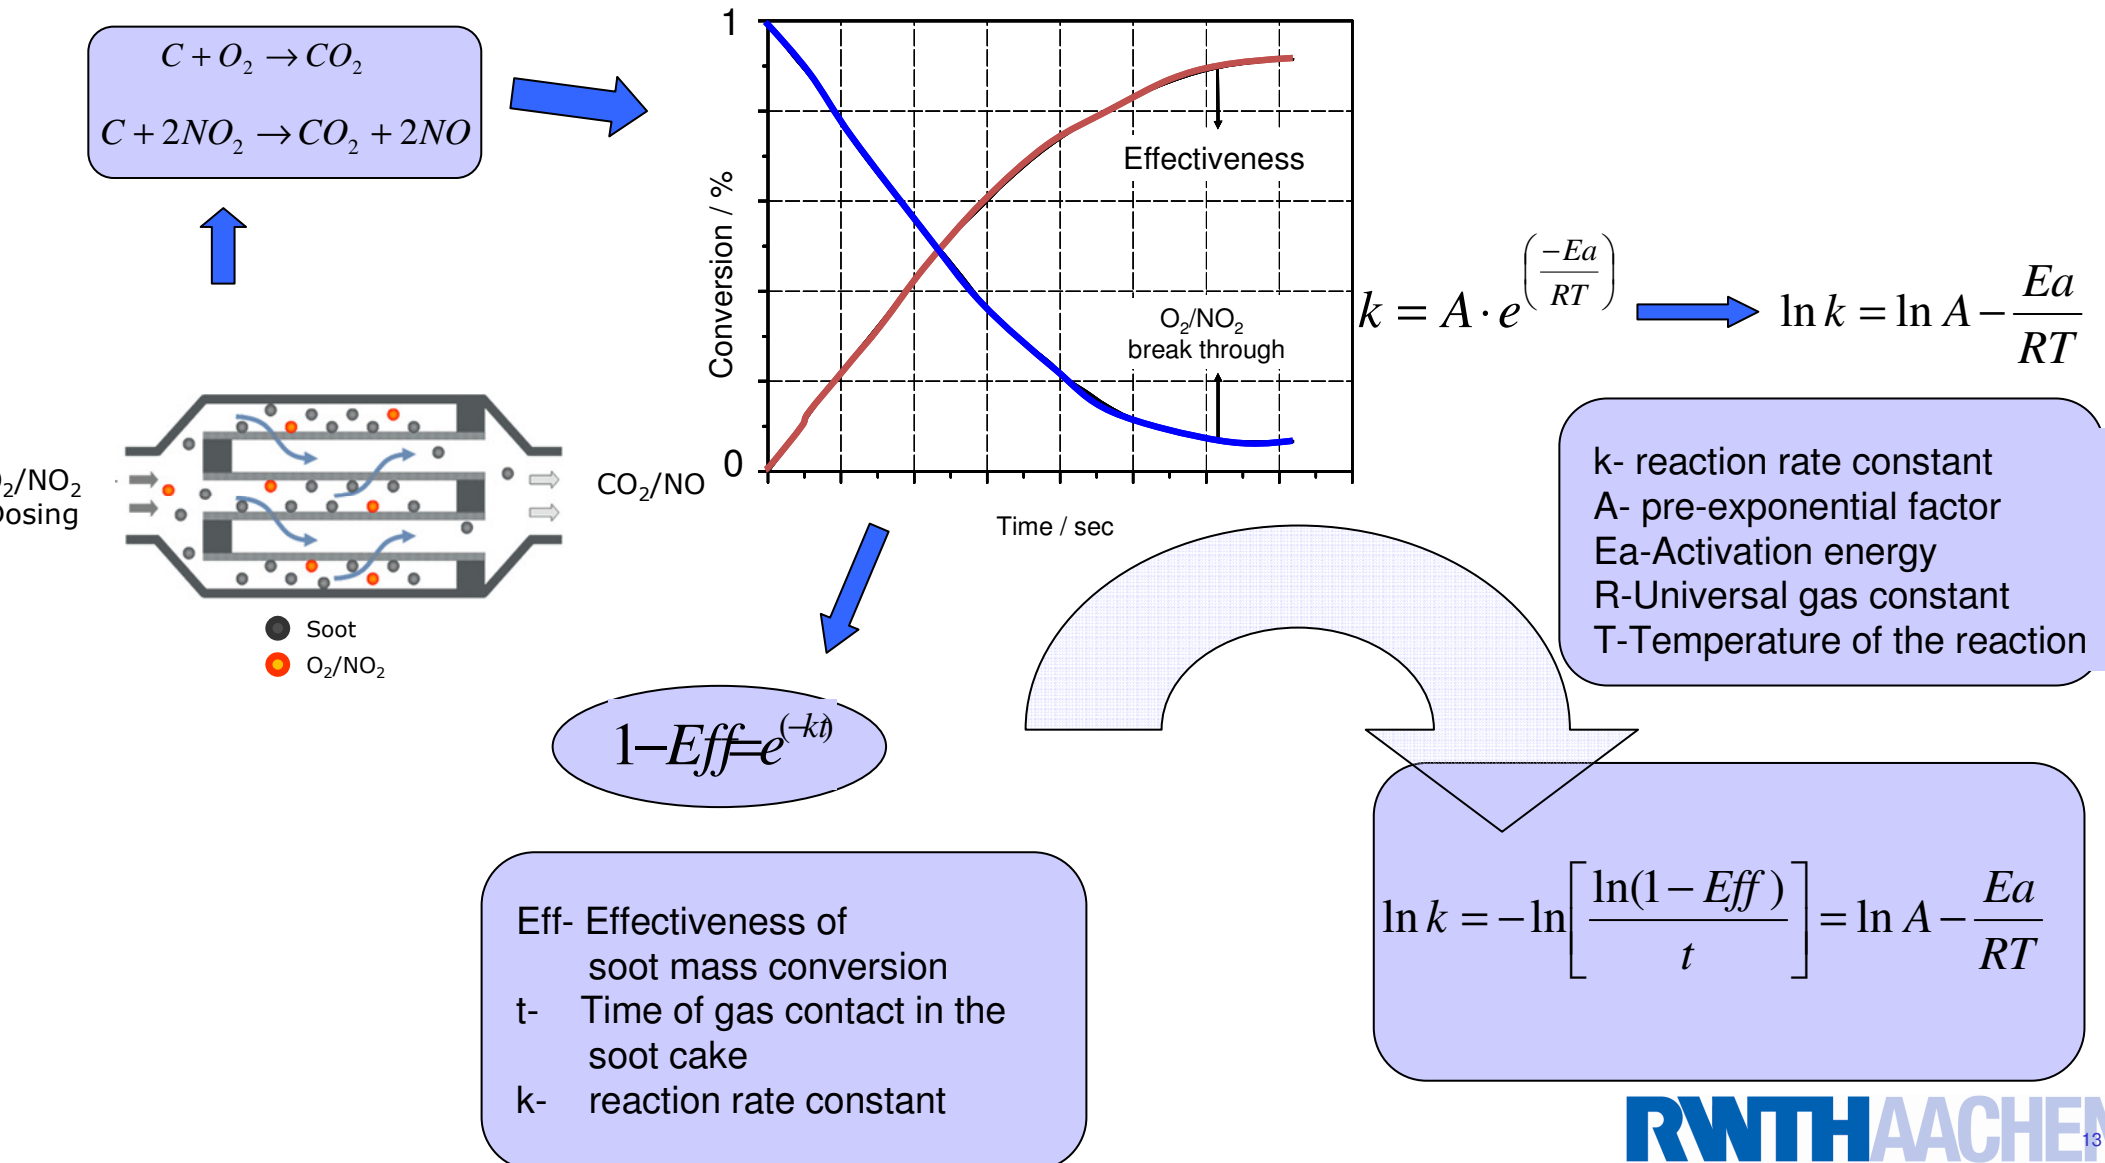 C + O₂ → CO₂
C + 2NO₂ → CO₂ + 2NO
1
Conversion / %
0
Effectiveness
O₂/NO₂
break through
Time / sec
k = A · e^(−Ea/RT)
ln k = ln A − Ea/RT
₂/NO₂
osing
CO₂/NO
Soot
O₂/NO₂
k- reaction rate constant
A- pre-exponential factor
Ea-Activation energy
R-Universal gas constant
T-Temperature of the reaction
1−Eff=e^(−kt)
Eff- Effectiveness of
soot mass conversion
t- Time of gas contact in the
soot cake
k- reaction rate constant
ln k = −ln[ln(1 − Eff)/t] = ln A − Ea/RT
RWTHAACHEN
13